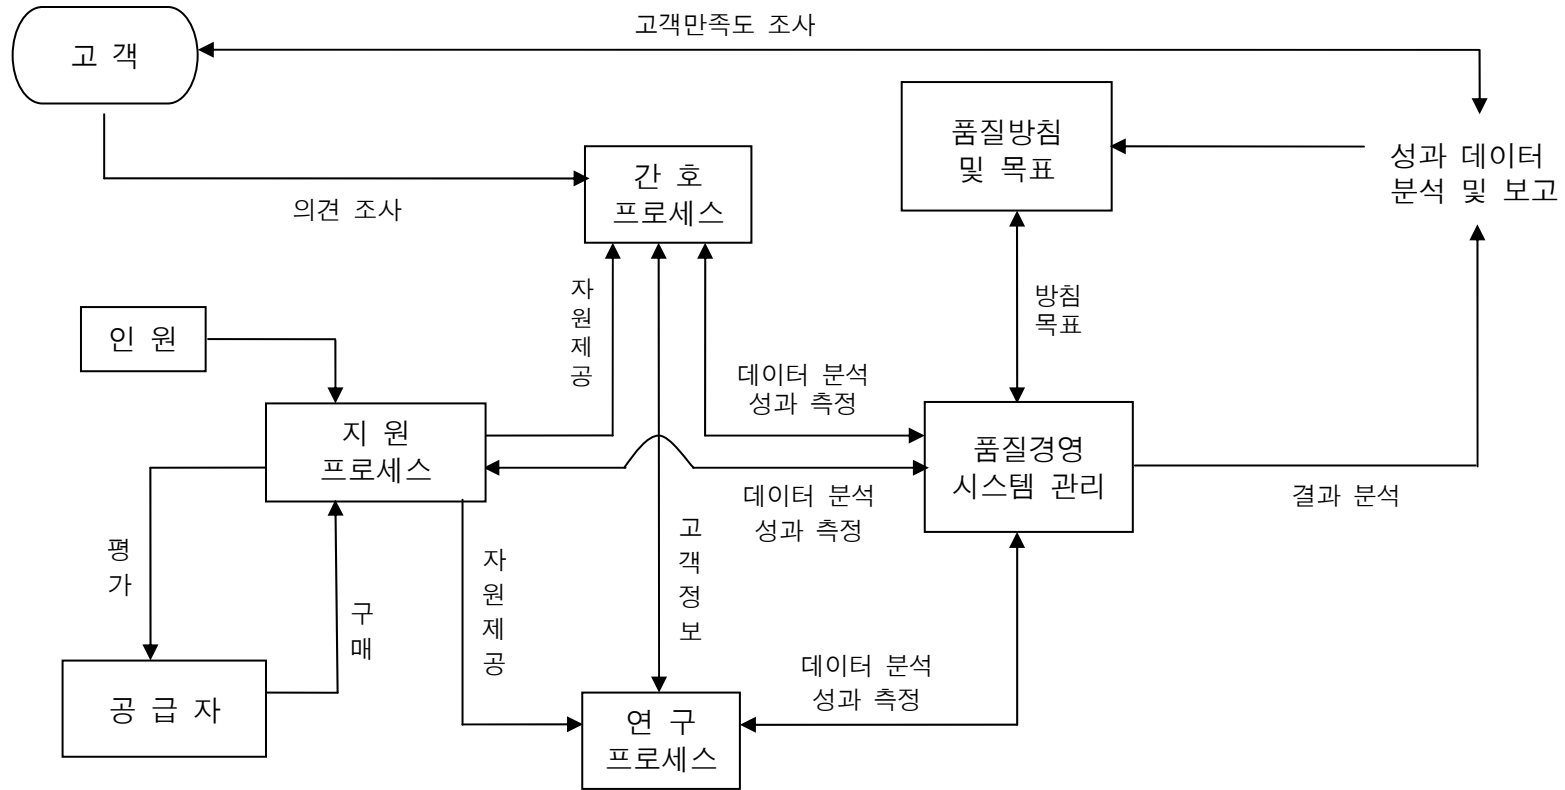 고객만족도 조사
고 객
품질방침
및 목표
성과 데이터
분석 및 보고
간 호
프로세스
의견 조사
자
원
제
공
방침
목표
인 원
데이터 분석
성과 측정
지 원
프로세스
품질경영
시스템 관리
데이터 분석
성과 측정
결과 분석
평
가
구
매
자
원
제
공
고
객
정
보
데이터 분석
성과 측정
공 급 자
연 구
프로세스